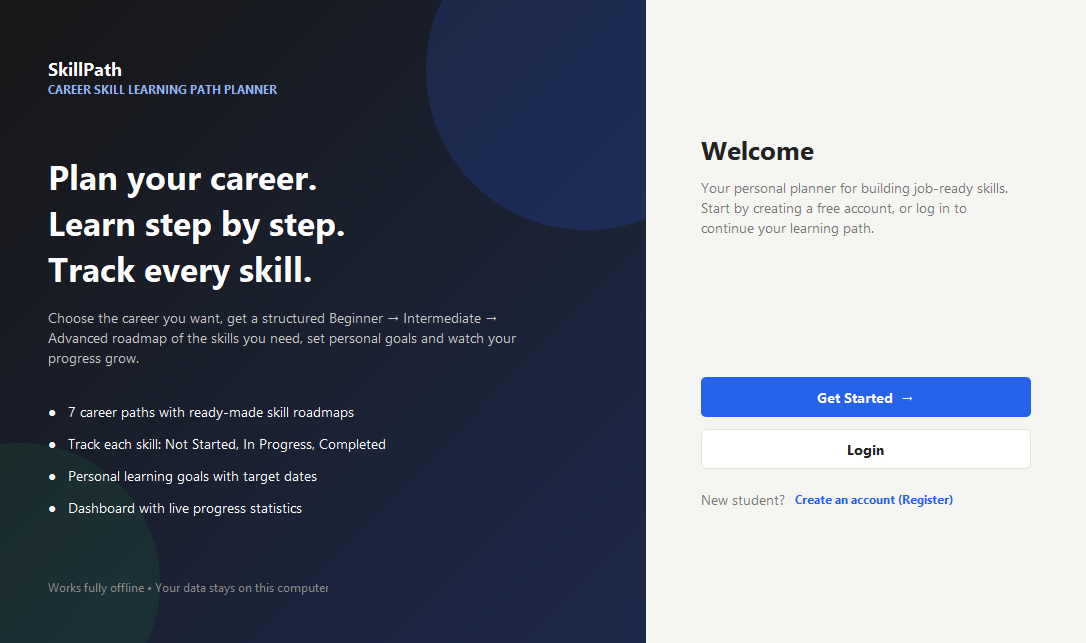 SkillPath
CAREER SKILL LEARNING PATH PLANNER
Plan your career.
Learn step by step.
Track every skill.
Choose the career you want, get a structured Beginner → Intermediate →
Advanced roadmap of the skills you need, set personal goals and watch your
progress grow.
● 7 career paths with ready-made skill roadmaps
● Track each skill: Not Started, In Progress, Completed
● Personal learning goals with target dates
● Dashboard with live progress statistics
Works fully offline • Your data stays on this computer
Welcome
Your personal planner for building job-ready skills.
Start by creating a free account, or log in to
continue your learning path.
Get Started →
Login
New student? Create an account (Register)